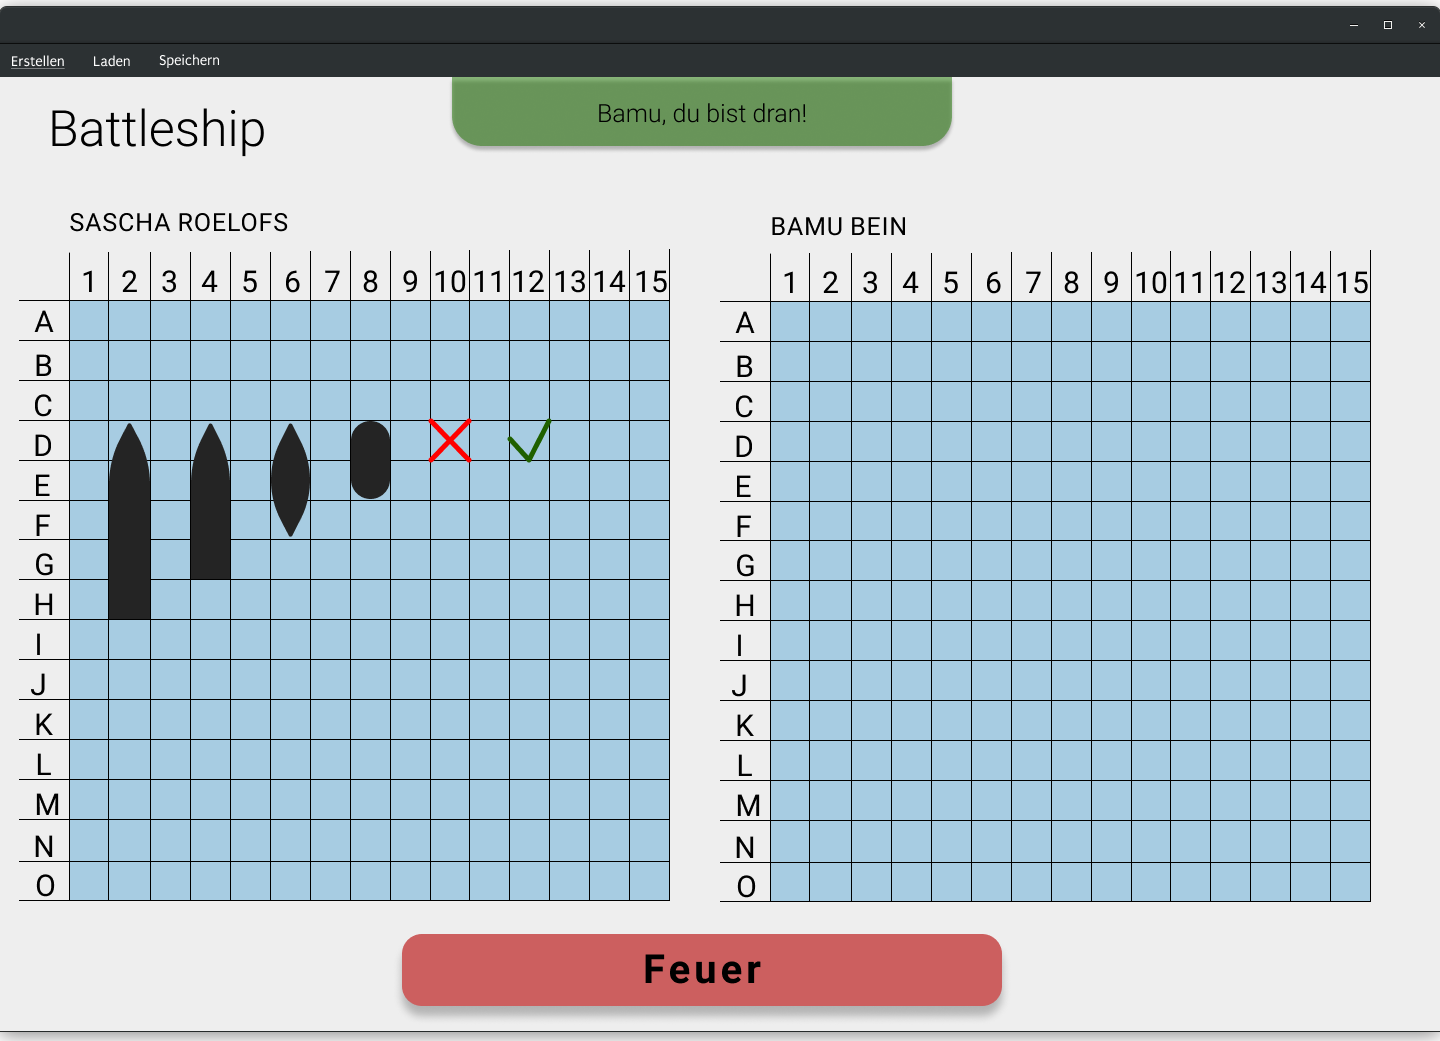 Erstellen Laden Speichern
Battleship
Bamu, du bist dran!
SASCHA ROELOFS
1 2 3 4 5 6 7 8 9 10 11 12 13 14 15
A
B
C
D
E
F
G
H
I
J
K
L
M
N
O
BAMU BEIN
1 2 3 4 5 6 7 8 9 10 11 12 13 14 15
A
B
C
D
E
F
G
H
I
J
K
L
M
N
O
Feuer